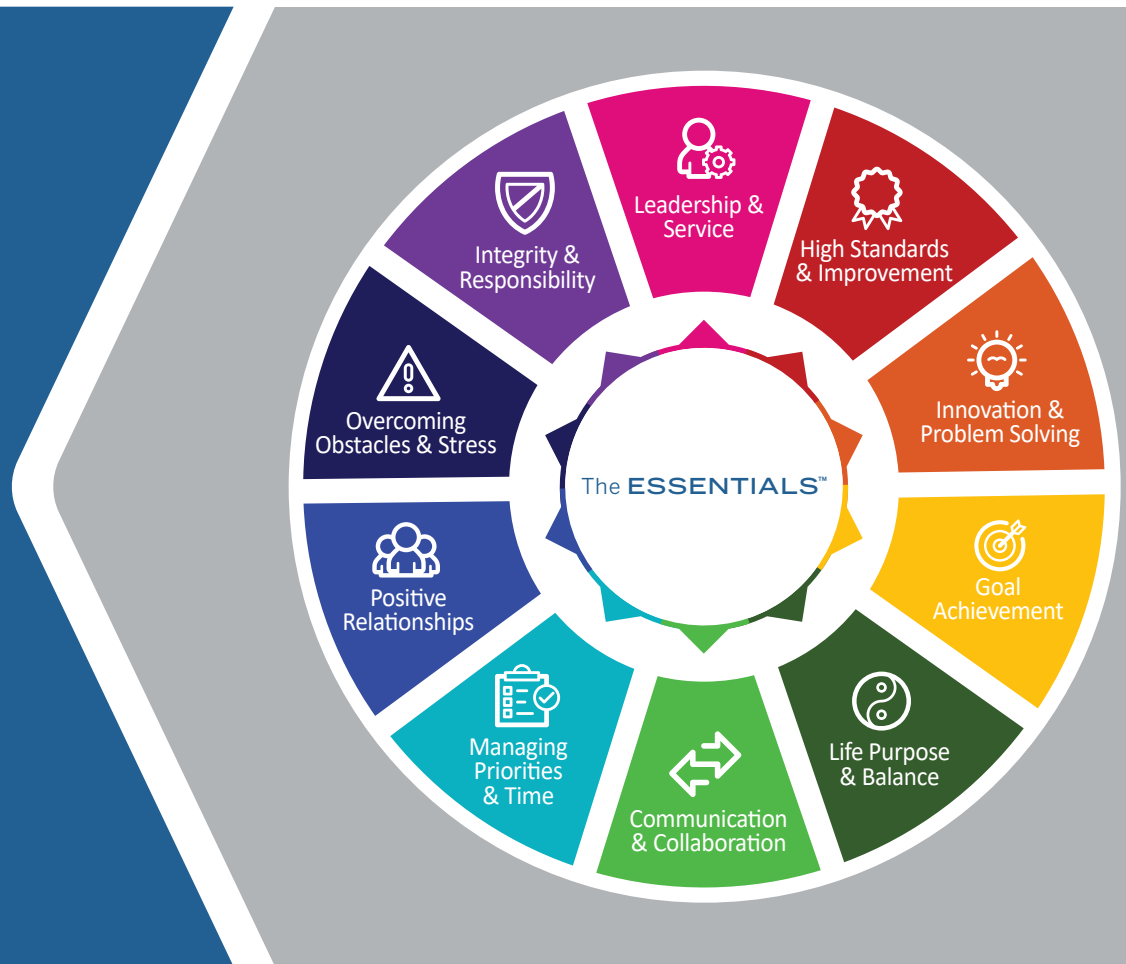 Leadership &
Service
High Standards
& Improvement
Innovation &
Problem Solving
Goal
Achievement
Life Purpose
& Balance
Communication
& Collaboration
Managing
Priorities
& Time
Positive
Relationships
Overcoming
Obstacles & Stress
Integrity &
Responsibility
The ESSENTIALS™